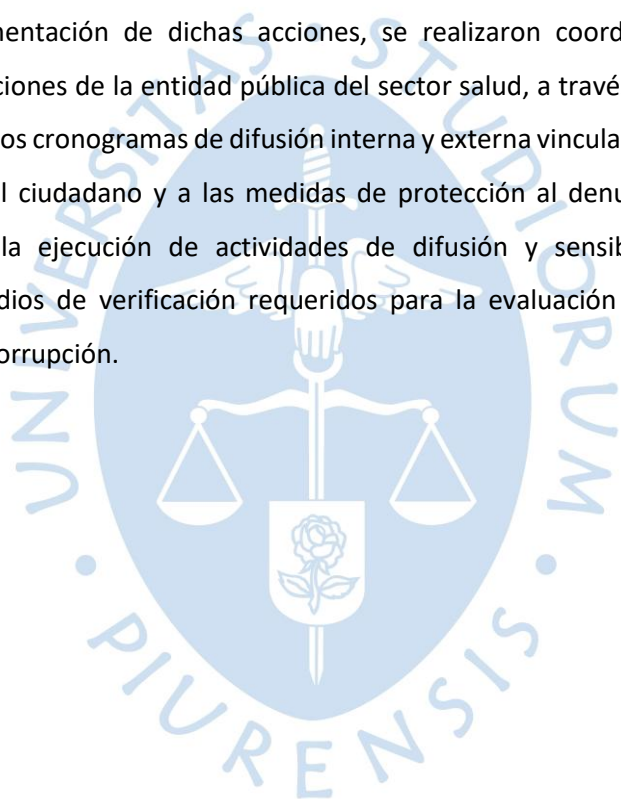 mentación de dichas acciones, se realizaron coord
ciones de la entidad pública del sector salud, a travé
os cronogramas de difusión interna y externa vincula
l ciudadano y a las medidas de protección al denu
la ejecución de actividades de difusión y sensib
dios de verificación requeridos para la evaluación
orrupción.
UNIVERSITAS • STUDIORUM • PIURENSIS •